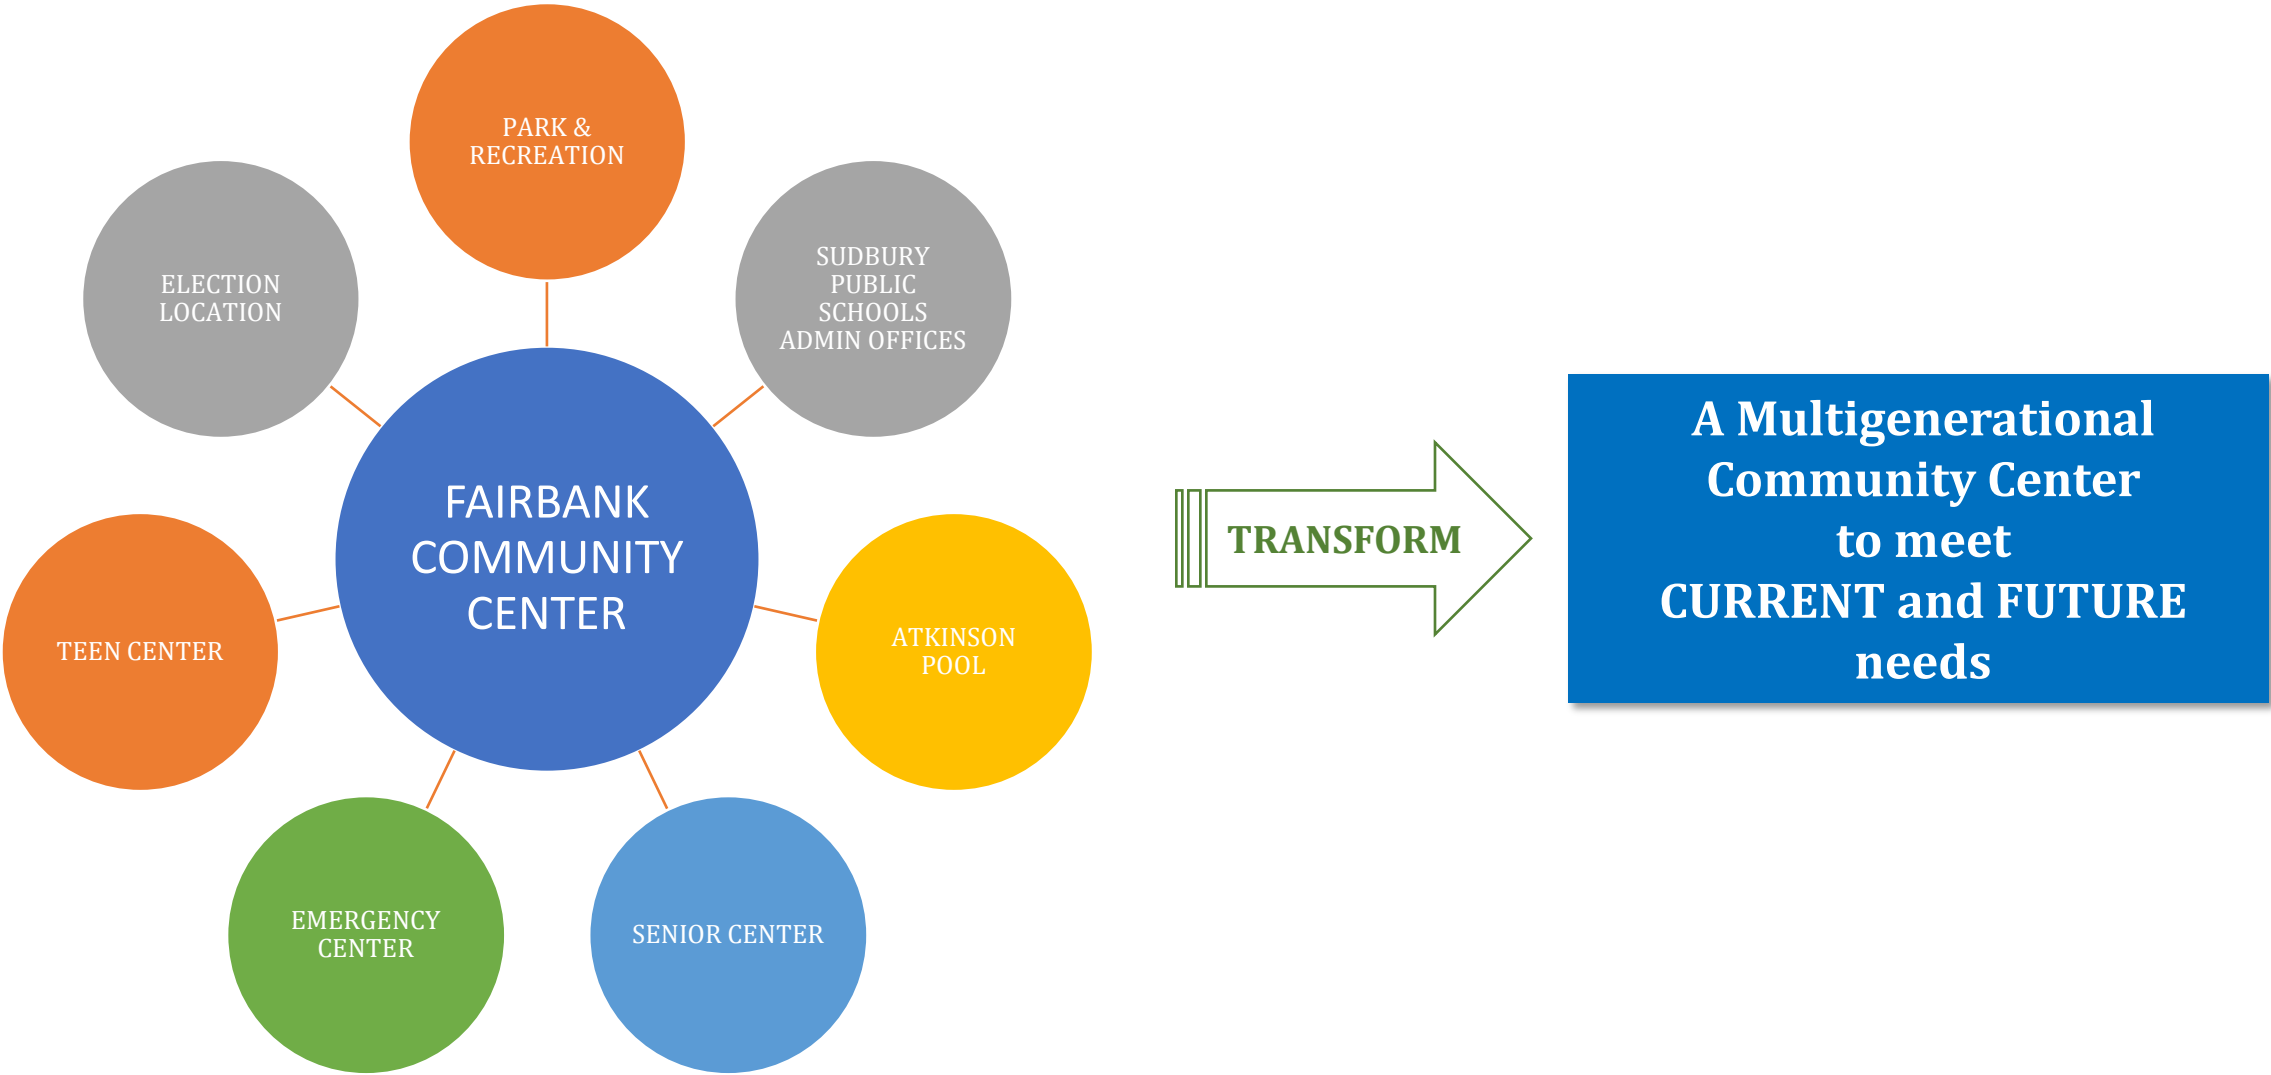 PARK &
RECREATION
SUDBURY
PUBLIC
SCHOOLS
ADMIN OFFICES
ATKINSON
POOL
SENIOR CENTER
EMERGENCY
CENTER
TEEN CENTER
ELECTION
LOCATION
FAIRBANK
COMMUNITY
CENTER
TRANSFORM
A Multigenerational
Community Center
to meet
CURRENT and FUTURE
needs